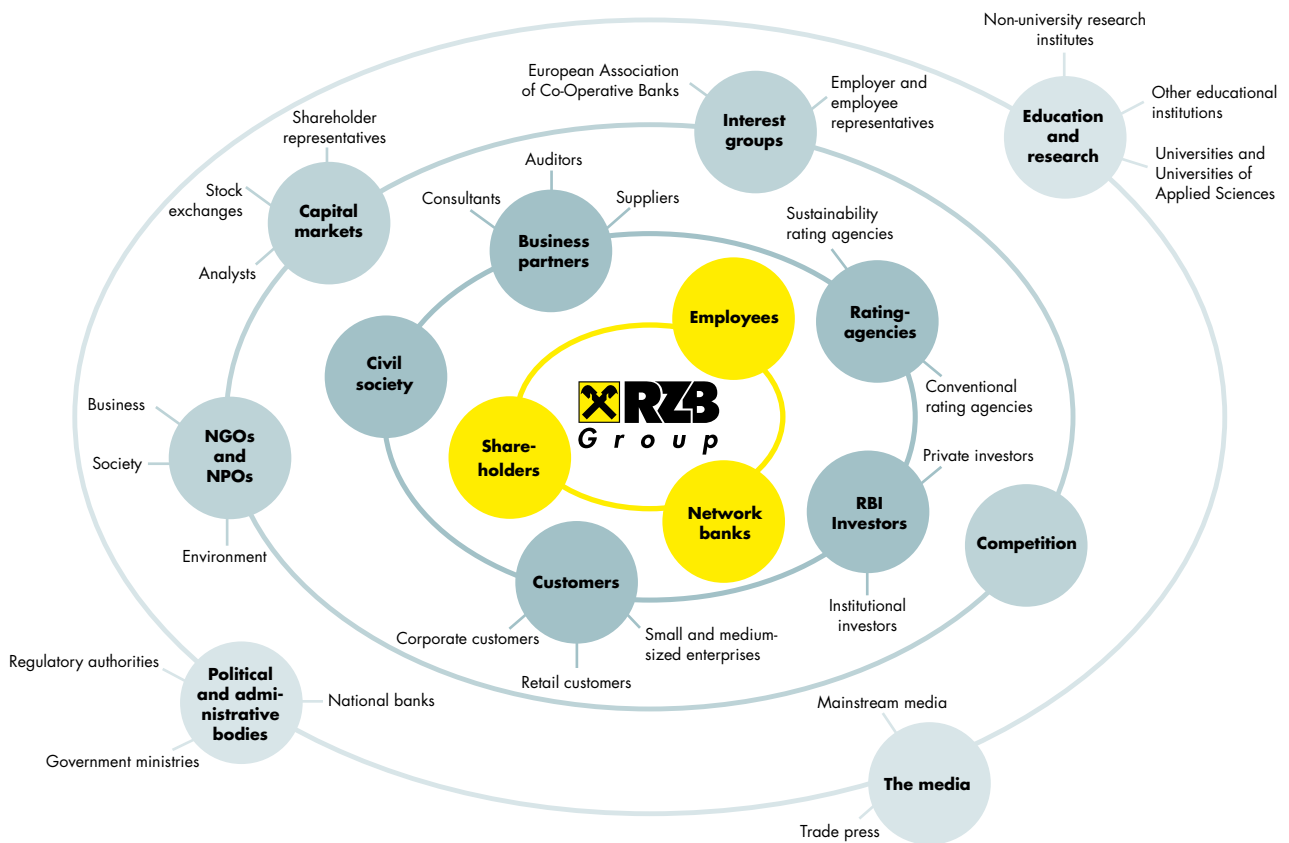 Non-university research
institutes
Education
and
research
Other educational
institutions
Universities and
Universities of
Applied Sciences
European Association
of Co-Operative Banks
Interest
groups
Employer and
employee
representatives
Shareholder
representatives
Stock
exchanges
Capital
markets
Analysts
Auditors
Consultants
Suppliers
Business
partners
Sustainability
rating agencies
Rating-
agencies
Conventional
rating agencies
Employees
Civil
society
RZB
Group
Share-
holders
Network
banks
Business
Society
NGOs
and
NPOs
Environment
Private investors
RBI
Investors
Institutional
investors
Competition
Customers
Corporate customers
Small and medium-
sized enterprises
Retail customers
Regulatory authorities
Political
and admi-
nistrative
bodies
National banks
Government ministries
Mainstream media
The media
Trade press